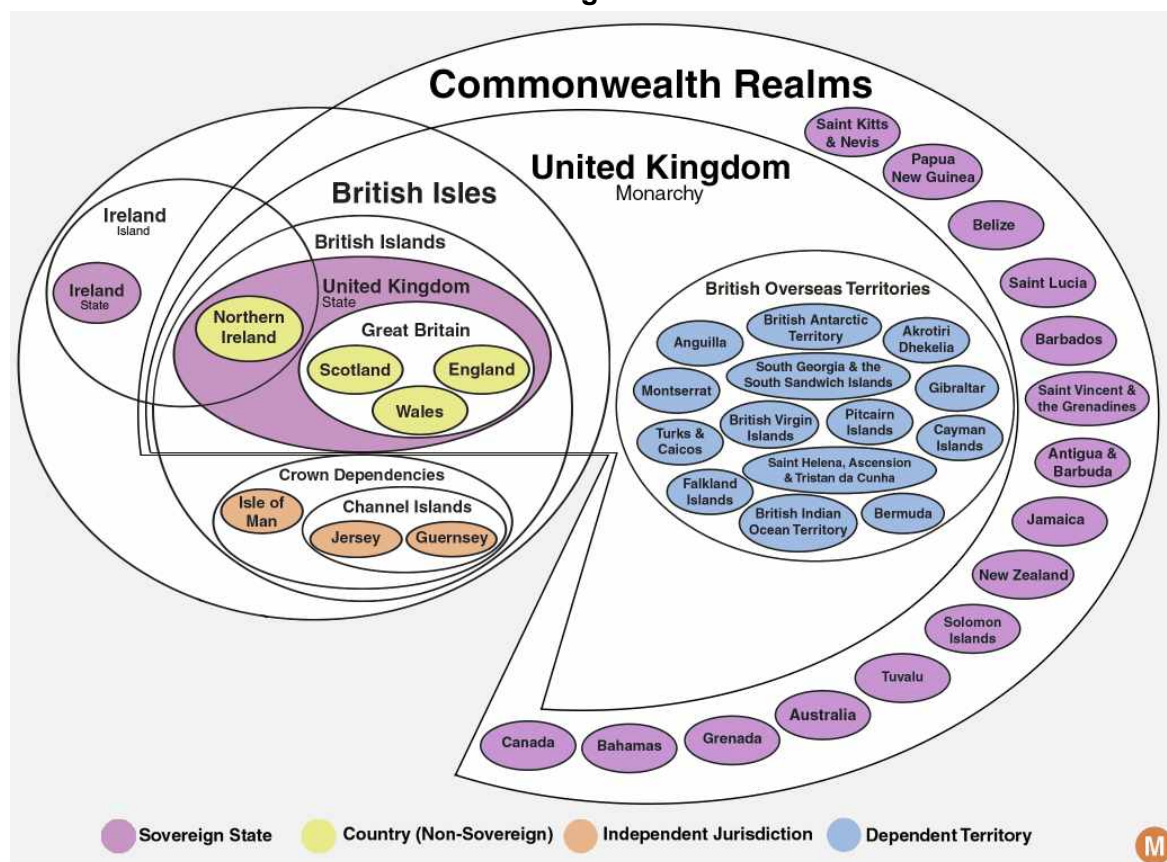 Commonwealth Realms
United Kingdom
Monarchy
British Isles
British Islands
Ireland
Island
Ireland
State
United Kingdom
State
Northern
Ireland
Great Britain
Scotland
England
Wales
Crown Dependencies
Isle of
Man
Channel Islands
Jersey
Guernsey
British Overseas Territories
Anguilla
British Antarctic
Territory
Akrotiri
Dhekelia
South Georgia & the
South Sandwich Islands
Montserrat
Gibraltar
British Virgin
Islands
Pitcairn
Islands
Turks &
Caicos
Cayman
Islands
Saint Helena, Ascension
& Tristan da Cunha
Falkland
Islands
British Indian
Ocean Territory
Bermuda
Saint Kitts
& Nevis
Papua
New Guinea
Belize
Saint Lucia
Barbados
Saint Vincent &
the Grenadines
Antigua &
Barbuda
Jamaica
New Zealand
Solomon
Islands
Tuvalu
Australia
Grenada
Bahamas
Canada
Sovereign State
Country (Non-Sovereign)
Independent Jurisdiction
Dependent Territory
M